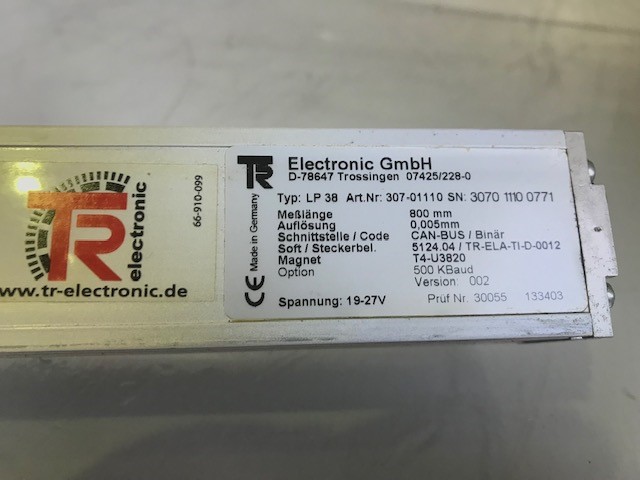 TR
electronic
www.tr-electronic.de
66-910-099
TR
Electronic GmbH
D-78647 Trossingen 07425/228-0
Made in Germany
CE
Typ: LP 38 Art.Nr: 307-01110 SN: 3070 1110 0771
Meßlänge 800 mm
Auflösung 0,005mm
Schnittstelle / Code CAN-BUS / Binär
Soft / Steckerbel. 5124.04 / TR-ELA-TI-D-0012
Magnet T4-U3820
Option 500 KBaud
Version: 002
Spannung: 19-27V Prüf Nr. 30055 133403